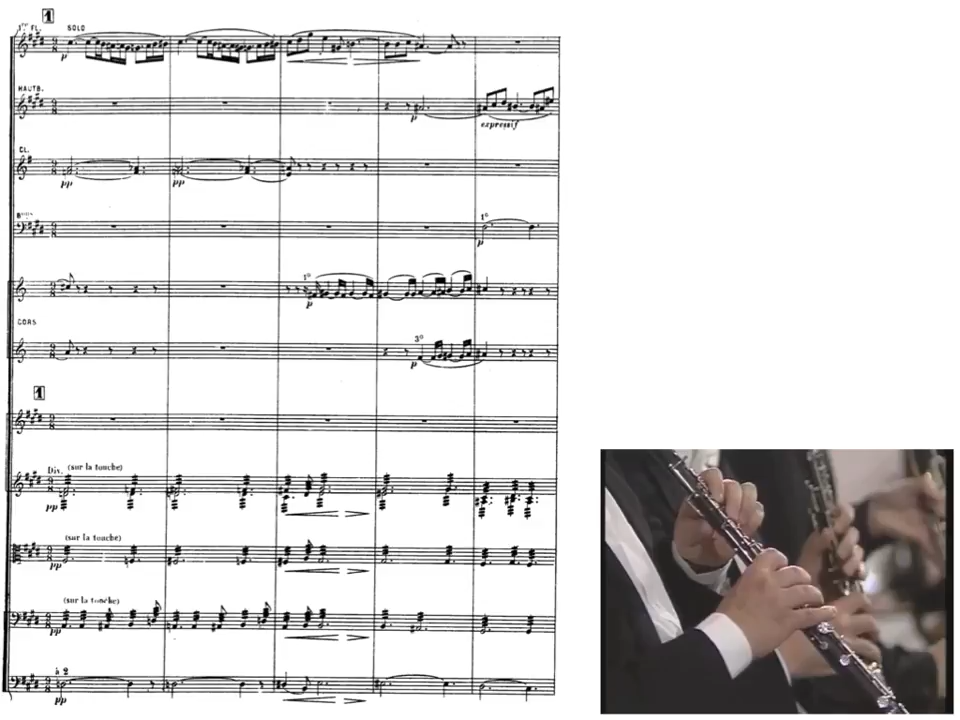 1
1ère FL. SOLO
p
HAUTB.
p
expressif
CL.
pp pp
Bons
1º
p
1º
p
CORS
3º
p
1
Div. (sur la touche)
pp
(sur la touche)
pp
(sur la touche)
pp
à 2
pp